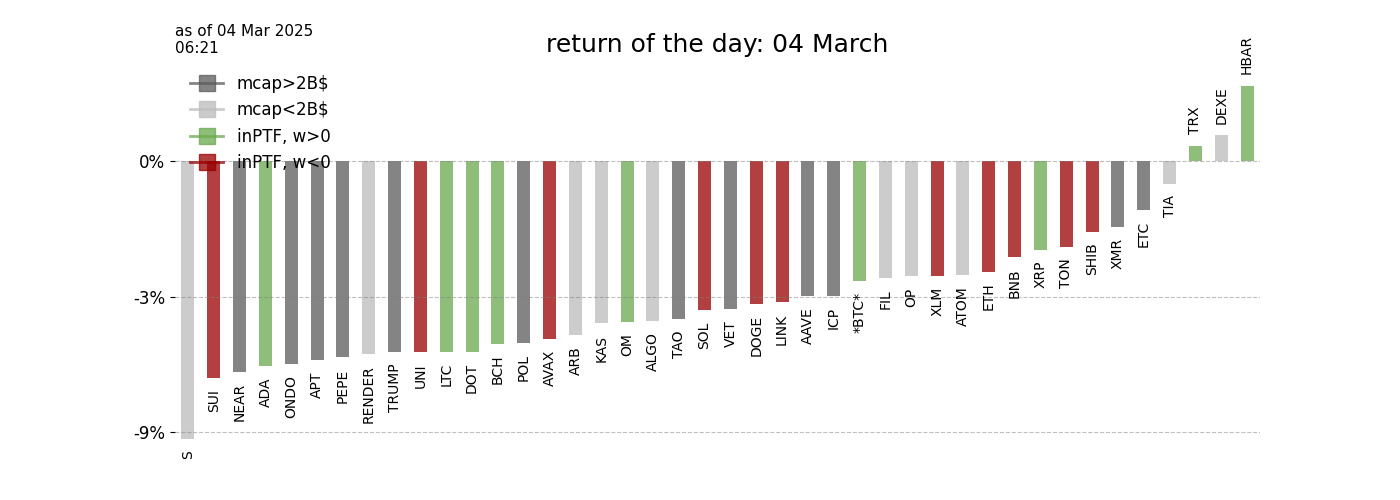 as of 04 Mar 2025
06:21
return of the day: 04 March
mcap>2B$
mcap<2B$
inPTF, w>0
inPTF, w<0
0%
-3%
-9%
S
SUI
NEAR
ADA
ONDO
APT
PEPE
RENDER
TRUMP
UNI
LTC
DOT
BCH
POL
AVAX
ARB
KAS
OM
ALGO
TAO
SOL
VET
DOGE
LINK
AAVE
ICP
*BTC*
FIL
OP
XLM
ATOM
ETH
BNB
XRP
TON
SHIB
XMR
ETC
TIA
TRX
DEXE
HBAR